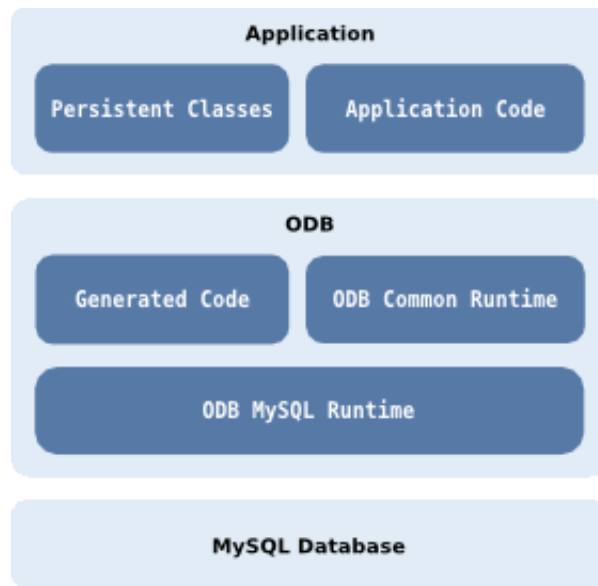 Application
Persistent Classes
Application Code
ODB
Generated Code
ODB Common Runtime
ODB MySQL Runtime
MySQL Database